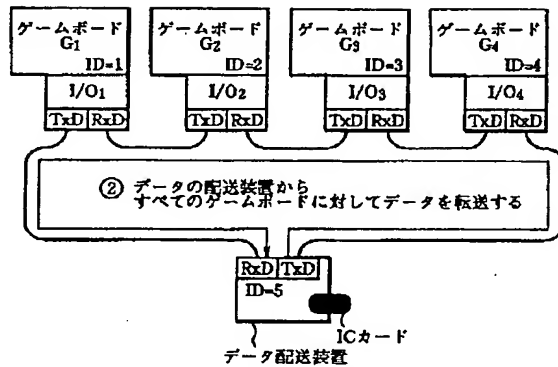 ゲームボード ゲームボード ゲームボード ゲームボード
G1 G2 G3 G4
ID=1 ID=2 ID=3 ID=4
I/O1 I/O2 I/O3 I/O4
TxD RxD TxD RxD TxD RxD TxD RxD
② データの配送装置から
すべてのゲームボードに対してデータを転送する
RxD TxD
ID=5
ICカード
データ配送装置